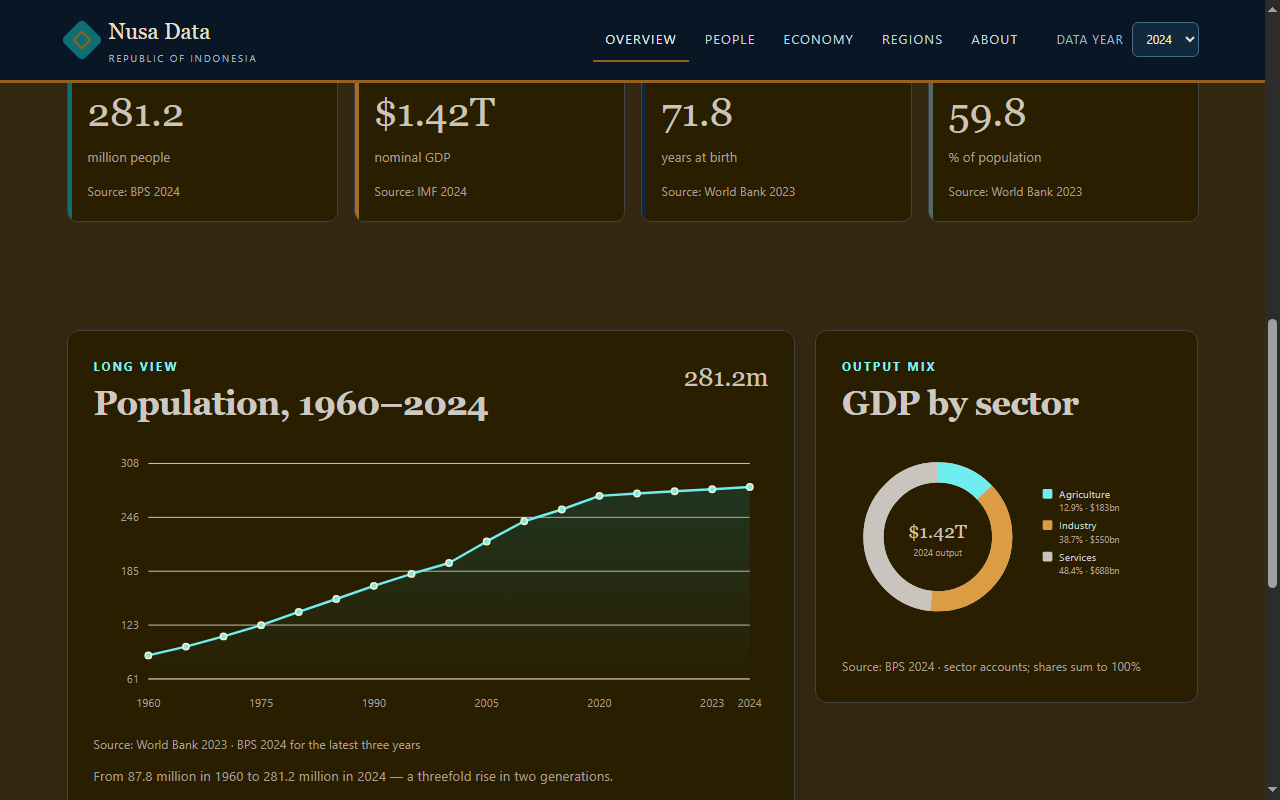 Nusa Data
REPUBLIC OF INDONESIA
OVERVIEW
PEOPLE
ECONOMY
REGIONS
ABOUT
DATA YEAR
2024
281.2
million people
Source: BPS 2024
$1.42T
nominal GDP
Source: IMF 2024
71.8
years at birth
Source: World Bank 2023
59.8
% of population
Source: World Bank 2023
LONG VIEW
Population, 1960–2024
281.2m
308
246
185
123
61
1960
1975
1990
2005
2020
2023
2024
Source: World Bank 2023 · BPS 2024 for the latest three years
From 87.8 million in 1960 to 281.2 million in 2024 — a threefold rise in two generations.
OUTPUT MIX
GDP by sector
$1.42T
2024 output
Agriculture
12.9% · $183bn
Industry
38.7% · $550bn
Services
48.4% · $688bn
Source: BPS 2024 · sector accounts; shares sum to 100%